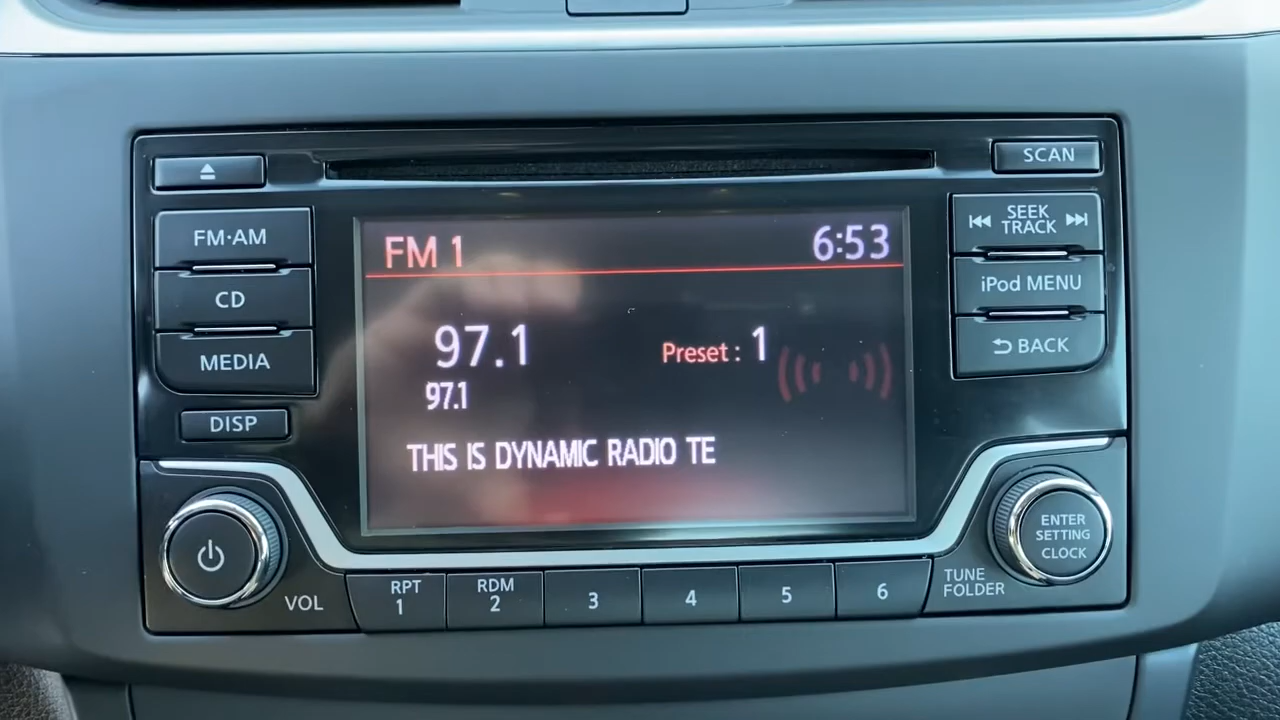 SCAN
FM·AM
SEEK
TRACK
FM 1
6:53
CD
iPod MENU
97.1
Preset : 1
BACK
MEDIA
97.1
DISP
THIS IS DYNAMIC RADIO TE
ENTER
SETTING
CLOCK
VOL
RPT
1
RDM
2
3
4
5
6
TUNE
FOLDER